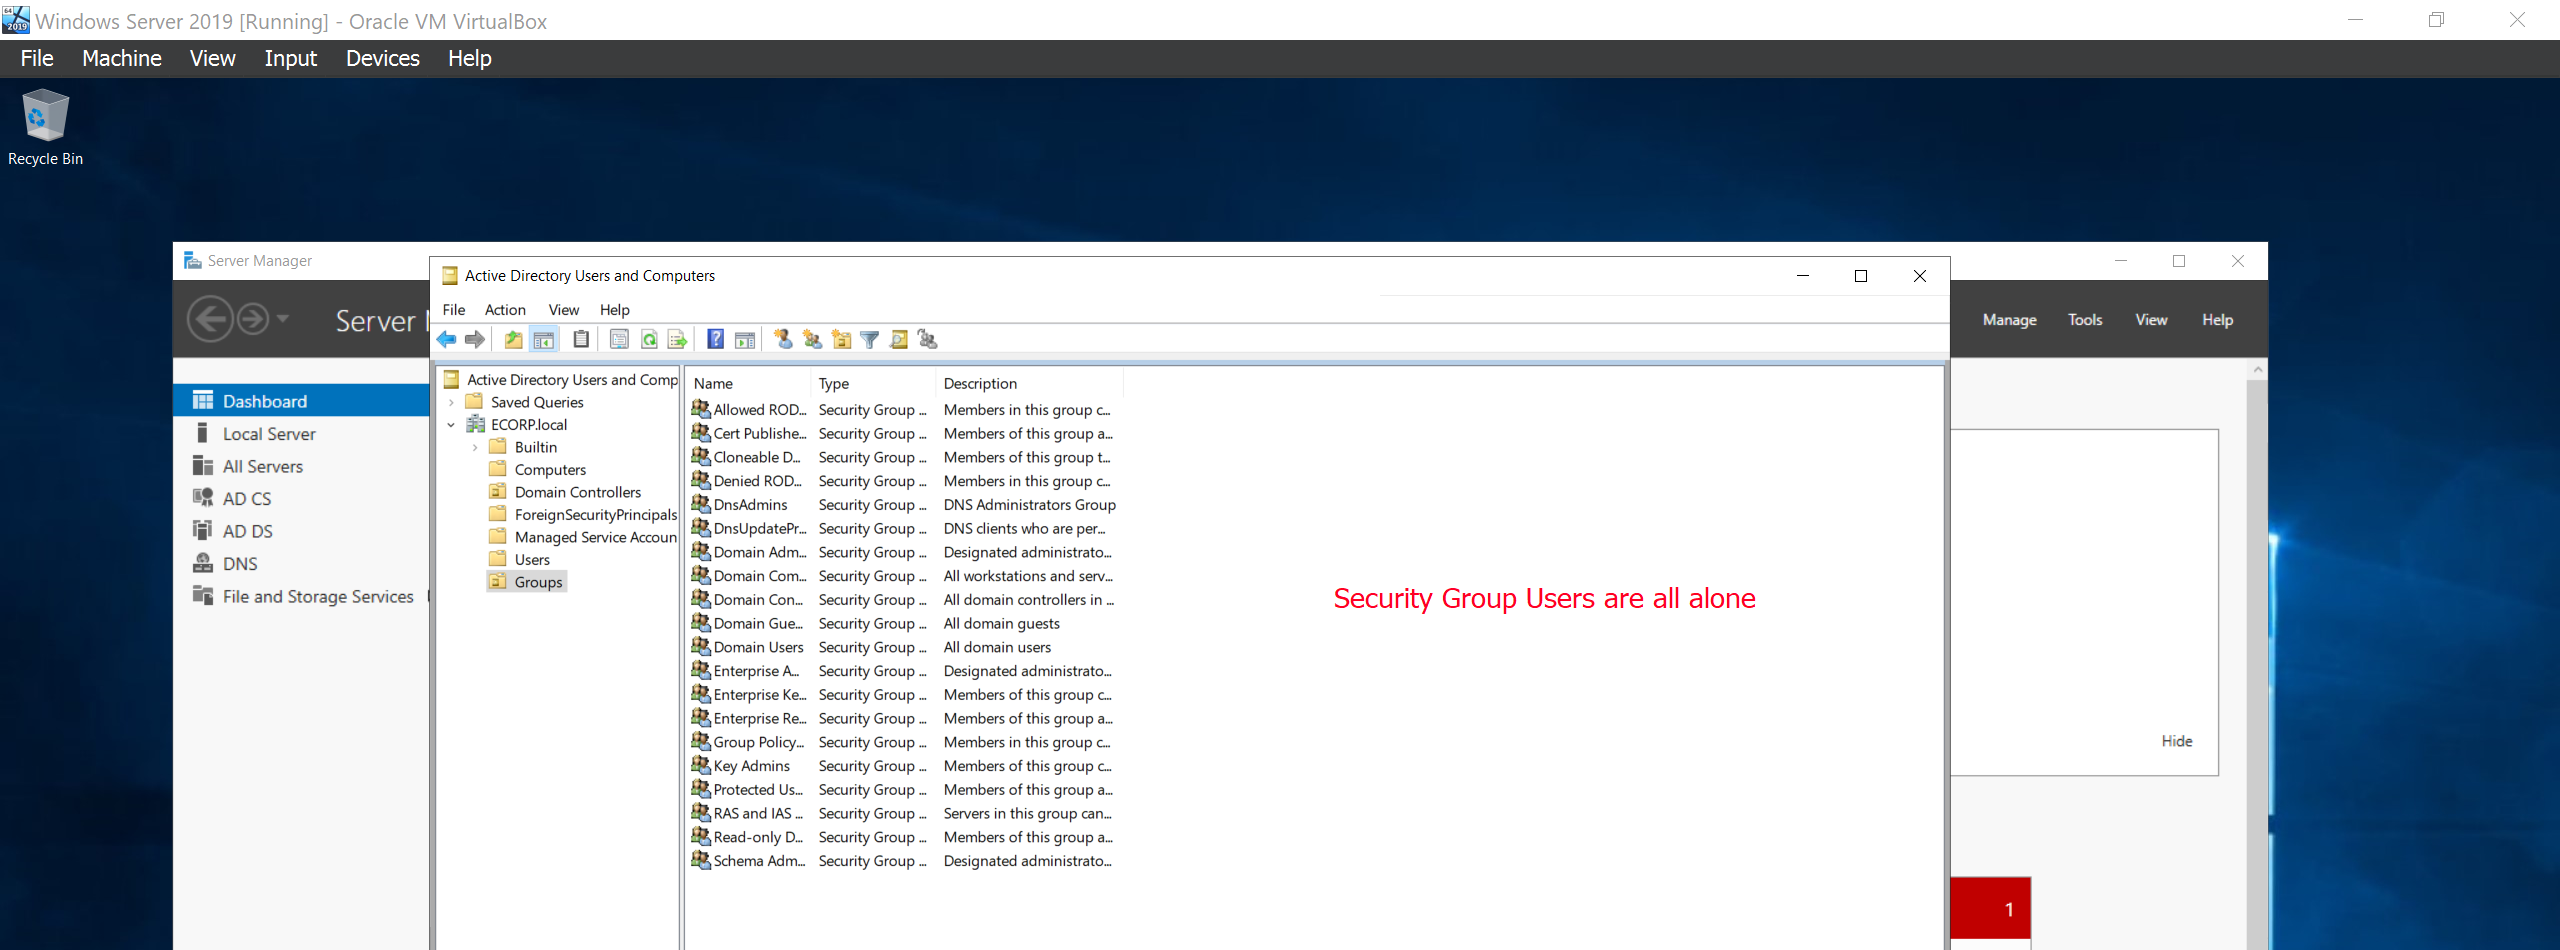 Windows Server 2019 [Running] - Oracle VM VirtualBox
File Machine View Input Devices Help
Recycle Bin
Server Manager
Server
Manage Tools View Help
Dashboard
Local Server
All Servers
AD CS
AD DS
DNS
File and Storage Services
Active Directory Users and Computers
File Action View Help
Active Directory Users and Comp
Saved Queries
ECORP.local
Builtin
Computers
Domain Controllers
ForeignSecurityPrincipals
Managed Service Accoun
Users
Groups
Name Type Description
Allowed ROD... Security Group ... Members in this group c...
Cert Publishe... Security Group ... Members of this group a...
Cloneable D... Security Group ... Members of this group t...
Denied ROD... Security Group ... Members in this group c...
DnsAdmins Security Group ... DNS Administrators Group
DnsUpdatePr... Security Group ... DNS clients who are per...
Domain Adm... Security Group ... Designated administrato...
Domain Com... Security Group ... All workstations and serv...
Domain Con... Security Group ... All domain controllers in ...
Domain Gue... Security Group ... All domain guests
Domain Users Security Group ... All domain users
Enterprise A... Security Group ... Designated administrato...
Enterprise Ke... Security Group ... Members of this group c...
Enterprise Re... Security Group ... Members of this group a...
Group Policy... Security Group ... Members in this group c...
Key Admins Security Group ... Members of this group c...
Protected Us... Security Group ... Members of this group a...
RAS and IAS ... Security Group ... Servers in this group can...
Read-only D... Security Group ... Members of this group a...
Schema Adm... Security Group ... Designated administrato...
Security Group Users are all alone
Hide
1